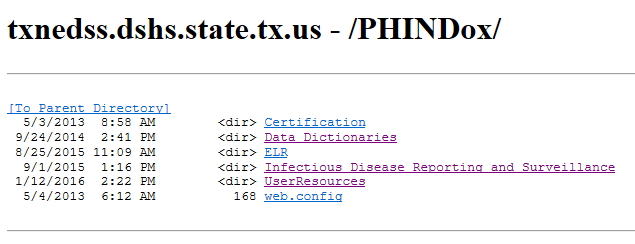 txnedss.dshs.state.tx.us - /PHINDox/
[To Parent Directory]
5/3/2013 8:58 AM <dir> Certification
9/24/2014 2:41 PM <dir> Data Dictionaries
8/25/2015 11:09 AM <dir> ELR
9/1/2015 1:16 PM <dir> Infectious Disease Reporting and Surveillance
1/12/2016 2:22 PM <dir> UserResources
5/4/2013 6:12 AM 168 web.config